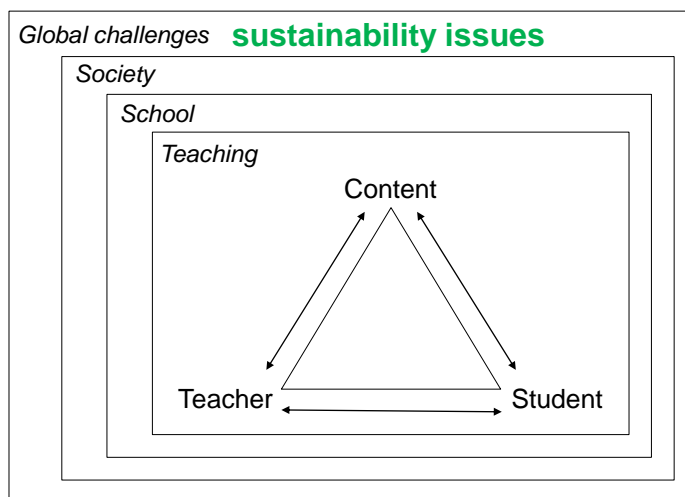 Global challenges sustainability issues
Society
School
Teaching
Content
Teacher Student